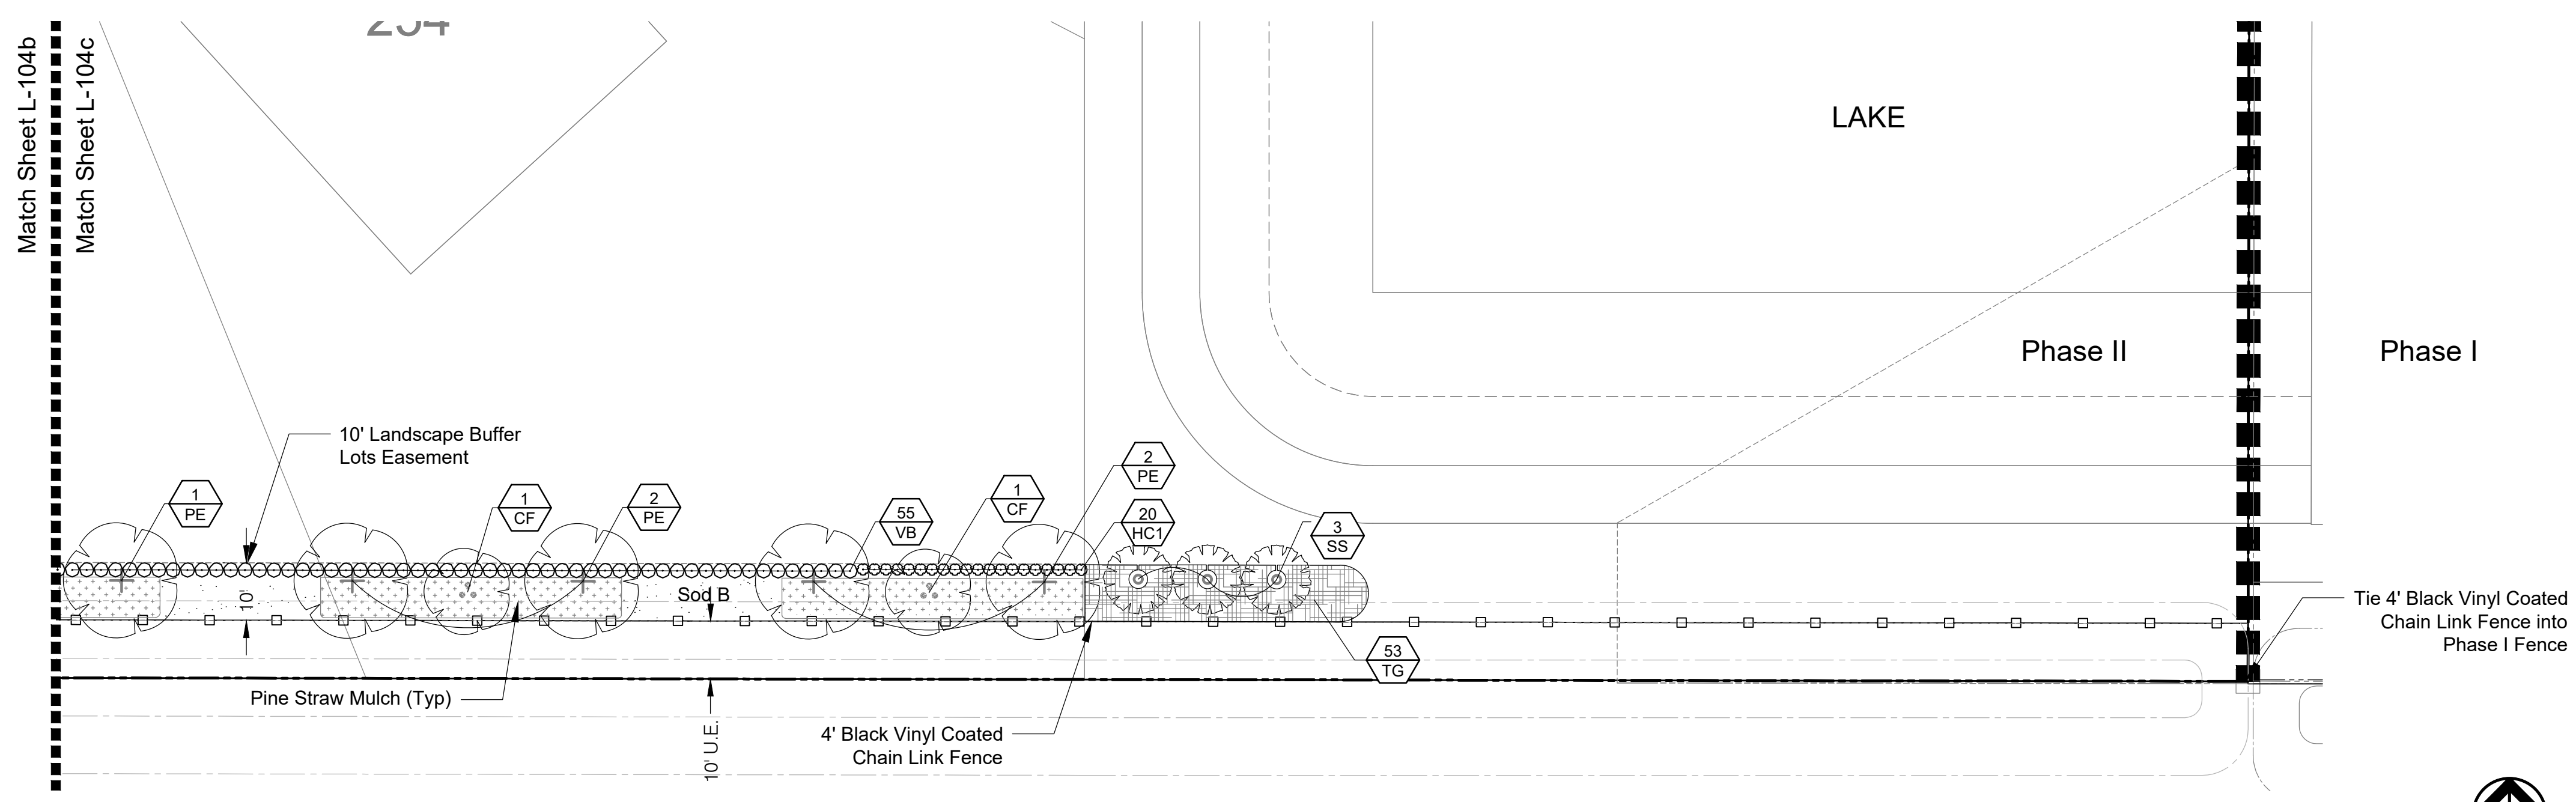 Match Sheet L-104b
Match Sheet L-104c
254
LAKE
Phase II
Phase I
10' Landscape Buffer
Lots Easement
1
PE
1
CF
2
PE
55
VB
1
CF
2
PE
20
HC1
3
SS
10'
Sod B
53
TG
Tie 4' Black Vinyl Coated
Chain Link Fence into
Phase I Fence
Pine Straw Mulch (Typ)
10' U.E.
4' Black Vinyl Coated
Chain Link Fence